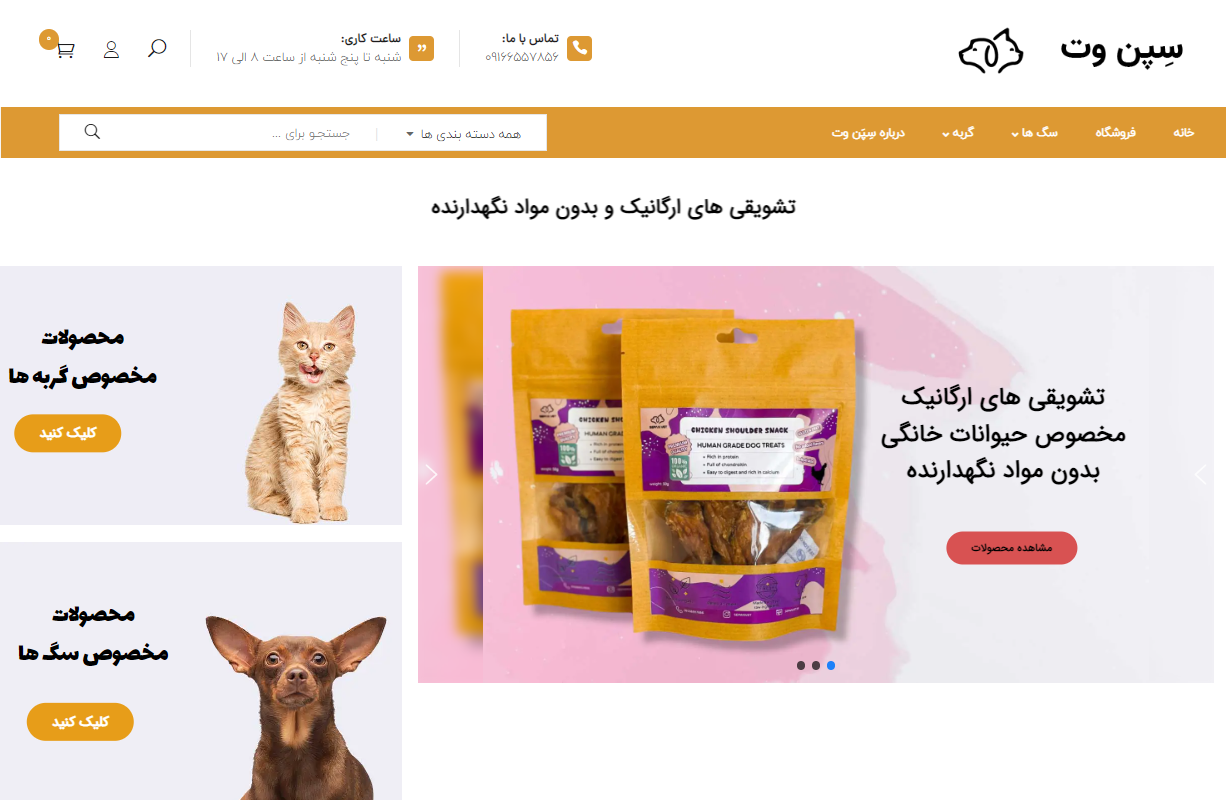 سِپن وت
تماس با ما:
۰۹۱۶۶۵۵۷۸۵۶
ساعت کاری:
شنبه تا پنج شنبه از ساعت ۸ الی ۱۷
۰
خانه
فروشگاه
سگ ها
گربه
درباره سِپَن وت
همه دسته بندی ها
جستجو برای ...
تشویقی های ارگانیک و بدون مواد نگهدارنده
تشویقی های ارگانیک
مخصوص حیوانات خانگی
بدون مواد نگهدارنده
مشاهده محصولات
CHICKEN SHOULDER SNACK
HUMAN GRADE DOG TREATS
Rich in protein
Full of chondroitin
Easy to digest and rich in calcium
محصولات
مخصوص گربه ها
کلیک کنید
محصولات
مخصوص سگ ها
کلیک کنید